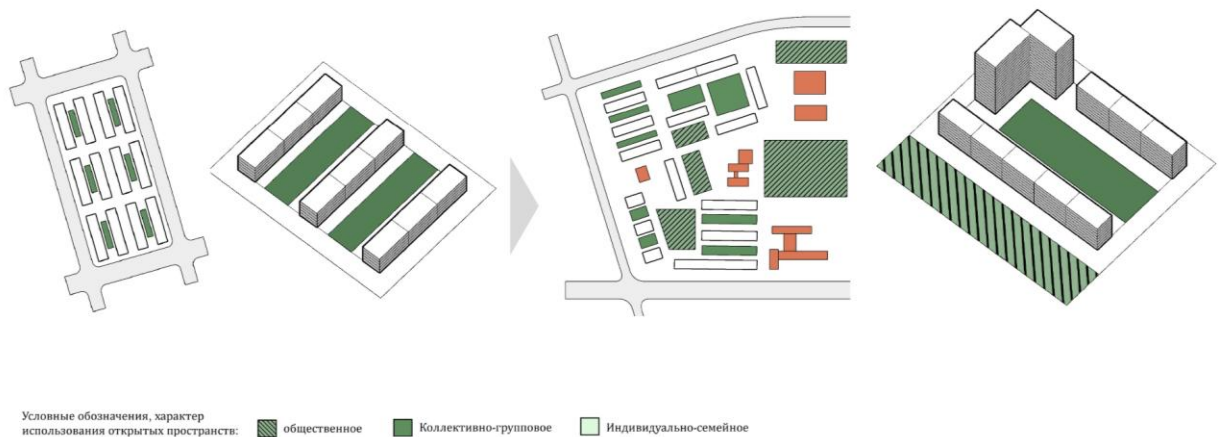 Условные обозначения, характер
использования открытых пространств: общественное Коллективно-групповое Индивидуально-семейное